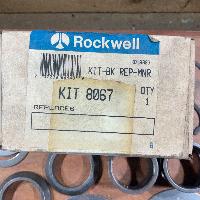 Rockwell
KIT-BK REP-MNR
KIT 8067
QTY
1
REPLACES